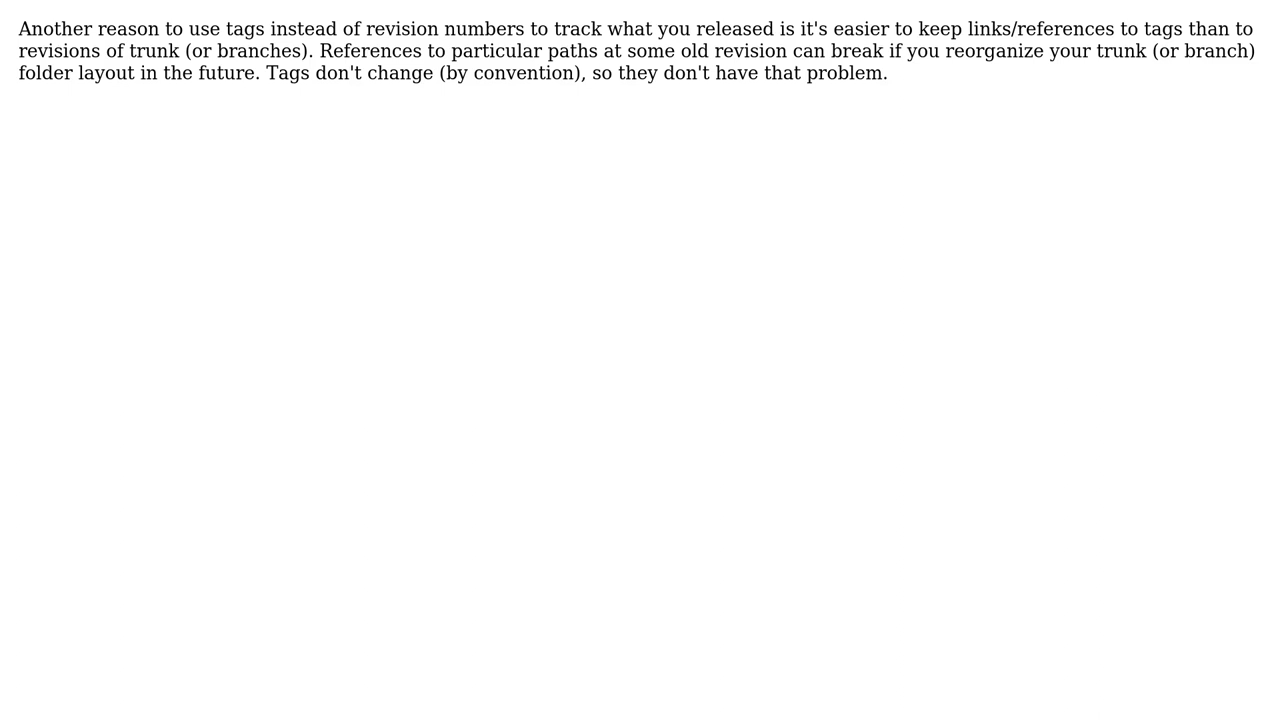 Another reason to use tags instead of revision numbers to track what you released is it's easier to keep links/references to tags than to
revisions of trunk (or branches). References to particular paths at some old revision can break if you reorganize your trunk (or branch)
folder layout in the future. Tags don't change (by convention), so they don't have that problem.